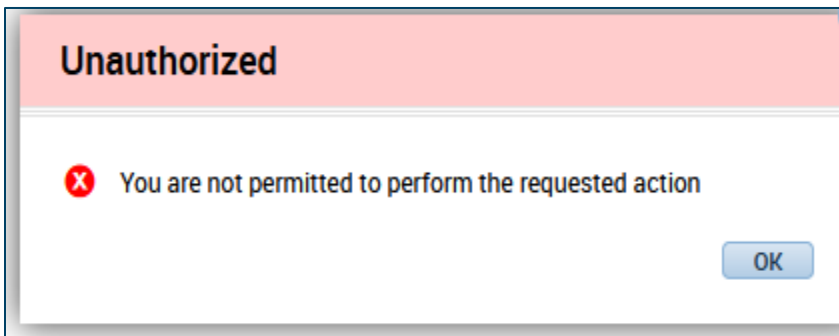 Unauthorized
You are not permitted to perform the requested action
OK